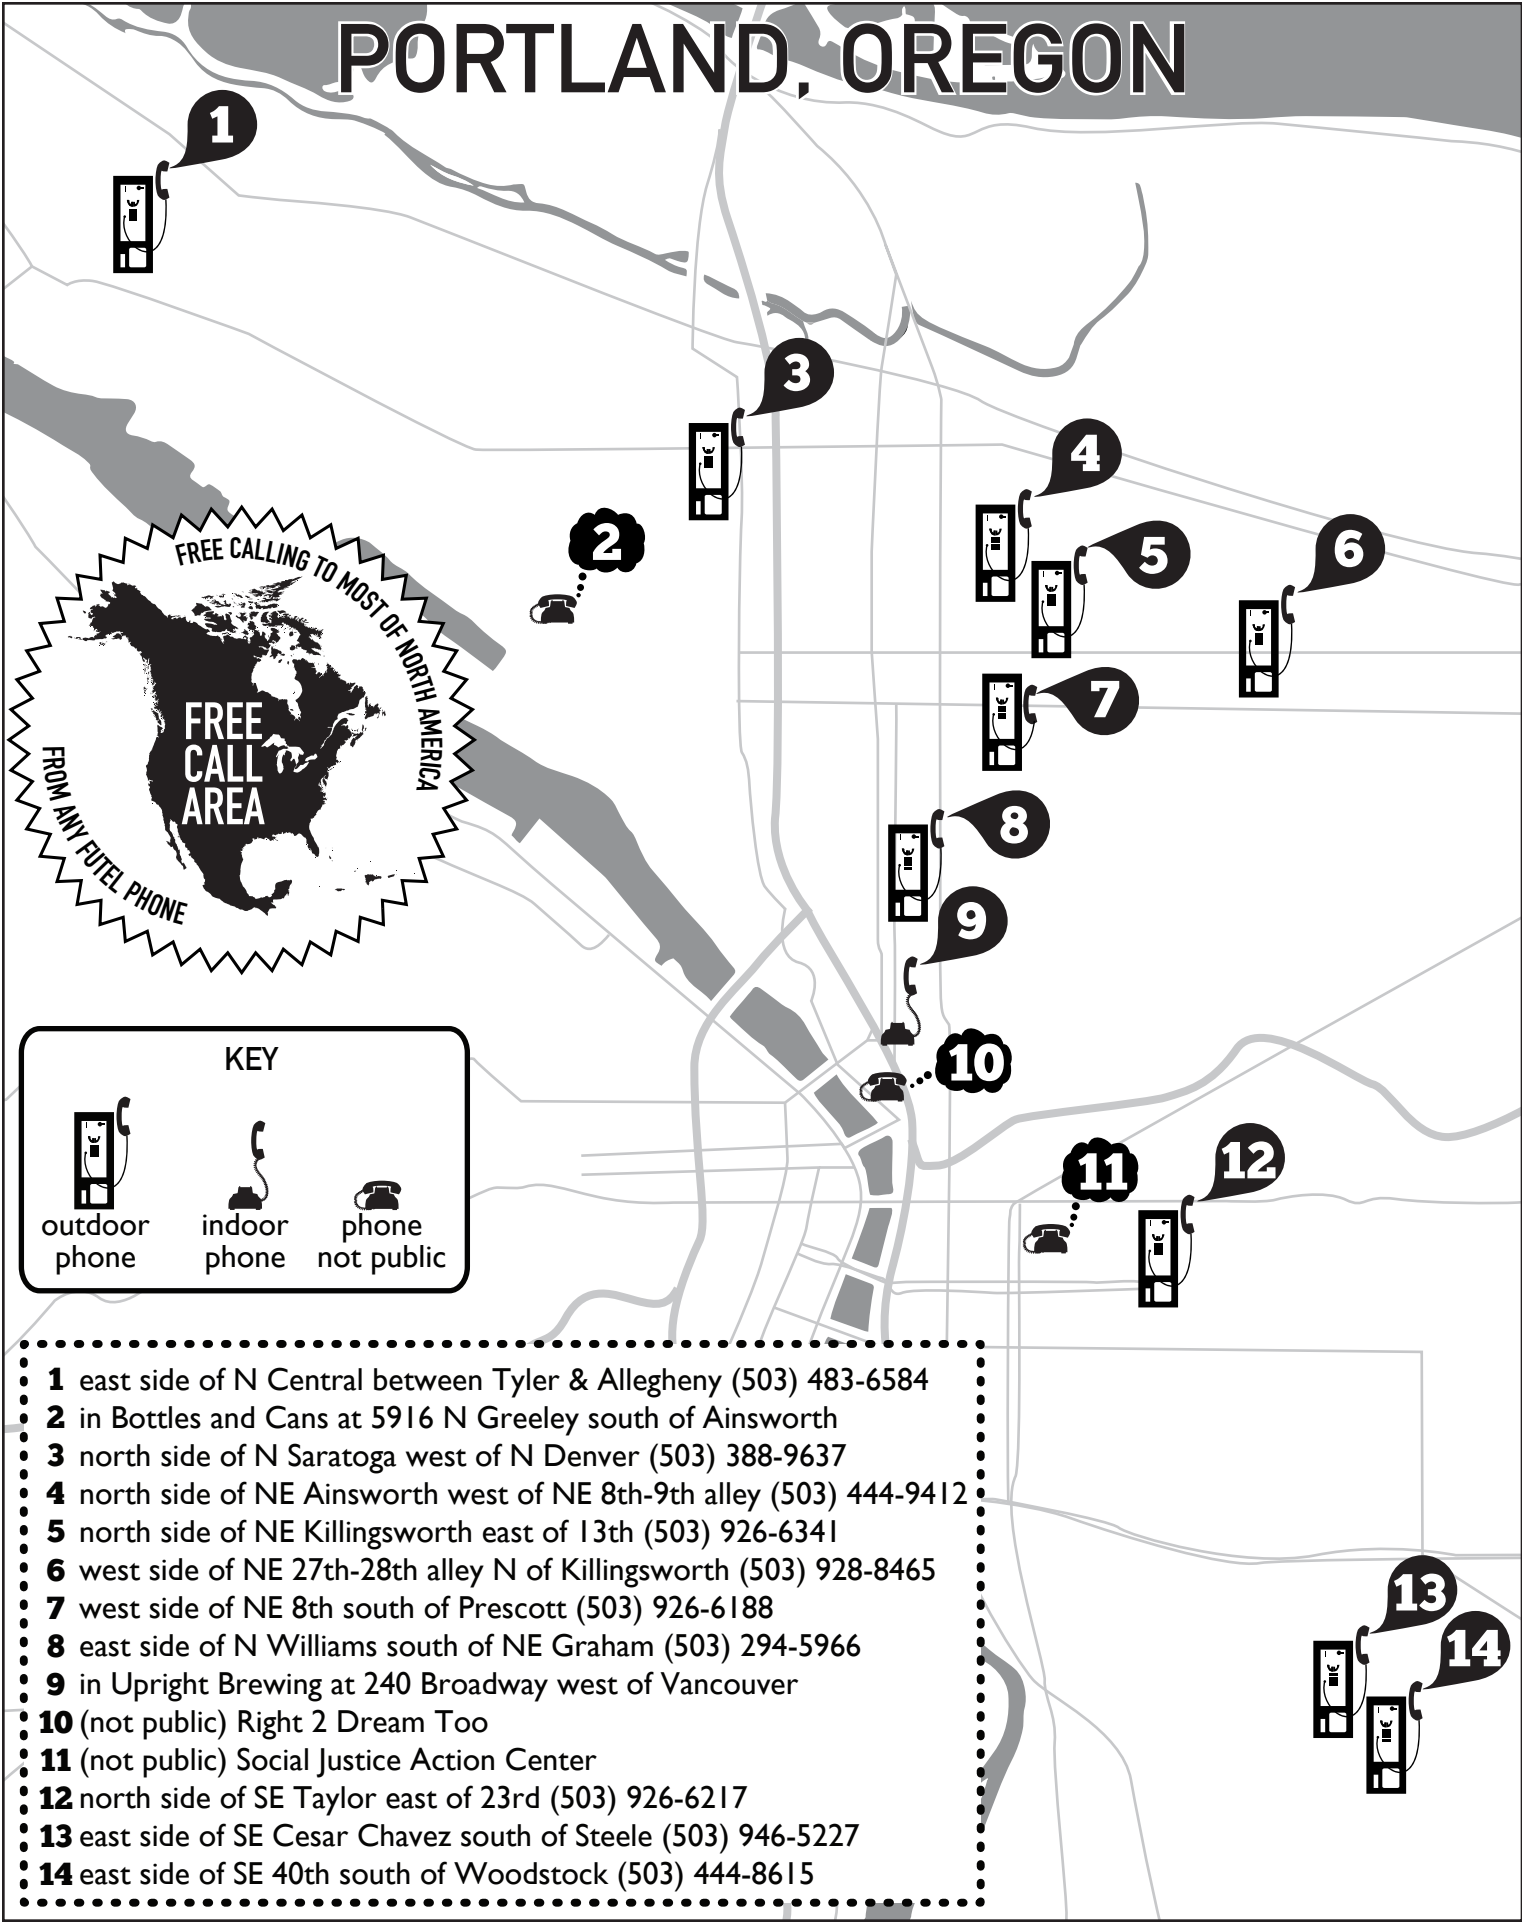 PORTLAND, OREGON
1
2
3
4
5
6
7
8
9
10
11
12
13
14
FREE CALLING TO MOST OF NORTH AMERICA
FREE
CALL
AREA
FROM ANY FUTEL PHONE
KEY
outdoor
phone
indoor
phone
phone
not public
1 east side of N Central between Tyler & Allegheny (503) 483-6584
2 in Bottles and Cans at 5916 N Greeley south of Ainsworth
3 north side of N Saratoga west of N Denver (503) 388-9637
4 north side of NE Ainsworth west of NE 8th-9th alley (503) 444-9412
5 north side of NE Killingsworth east of 13th (503) 926-6341
6 west side of NE 27th-28th alley N of Killingsworth (503) 928-8465
7 west side of NE 8th south of Prescott (503) 926-6188
8 east side of N Williams south of NE Graham (503) 294-5966
9 in Upright Brewing at 240 Broadway west of Vancouver
10 (not public) Right 2 Dream Too
11 (not public) Social Justice Action Center
12 north side of SE Taylor east of 23rd (503) 926-6217
13 east side of SE Cesar Chavez south of Steele (503) 946-5227
14 east side of SE 40th south of Woodstock (503) 444-8615